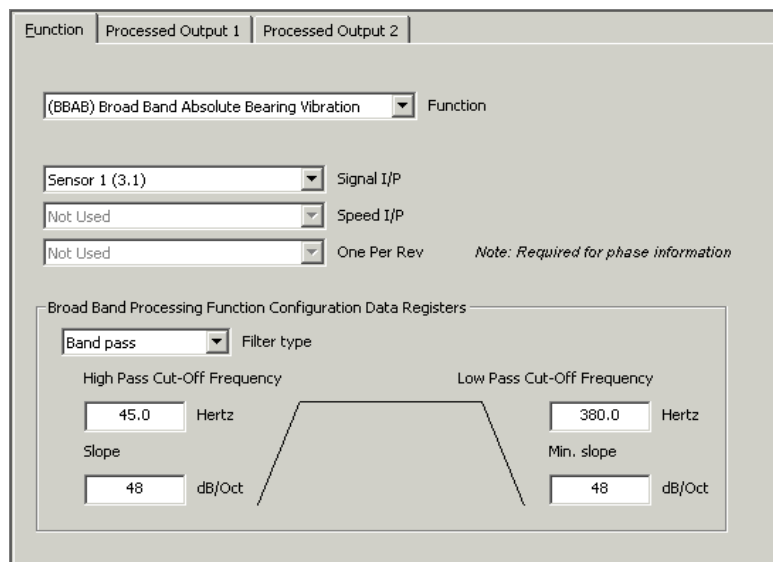 Function Processed Output 1 Processed Output 2
(BBAB) Broad Band Absolute Bearing Vibration Function
Sensor 1 (3.1) Signal I/P
Not Used Speed I/P
Not Used One Per Rev Note: Required for phase information
Broad Band Processing Function Configuration Data Registers
Band pass Filter type
High Pass Cut-Off Frequency Low Pass Cut-Off Frequency
45.0 Hertz 380.0 Hertz
Slope Min. slope
48 dB/Oct 48 dB/Oct